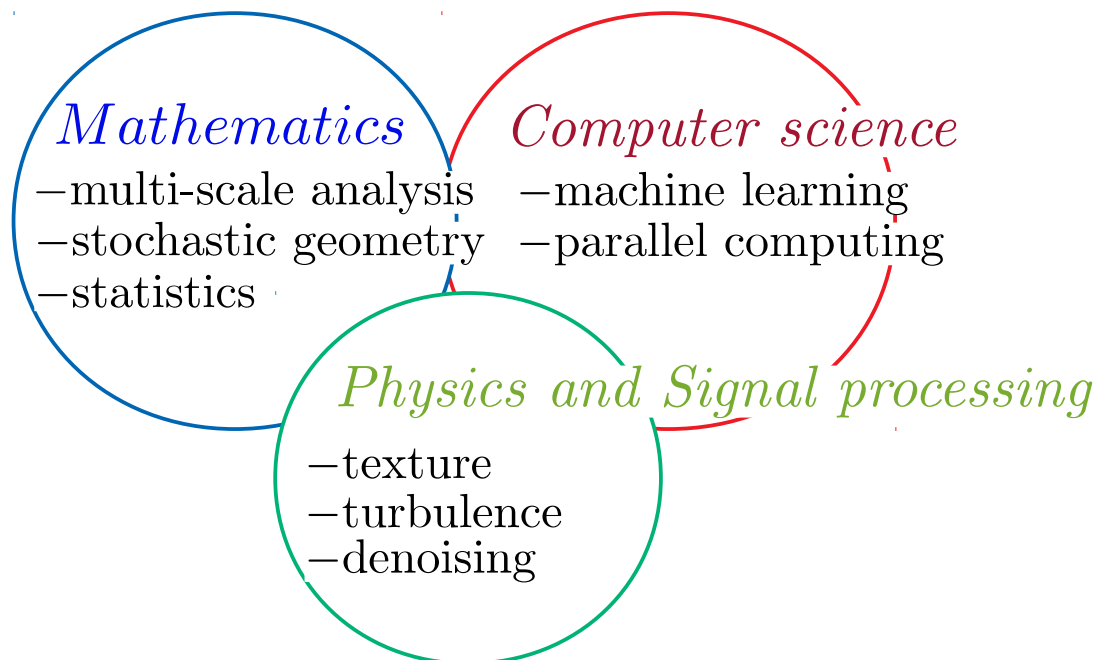 Mathematics
−multi-scale analysis
−stochastic geometry
−statistics
Computer science
−machine learning
−parallel computing
Physics and Signal processing
−texture
−turbulence
−denoising